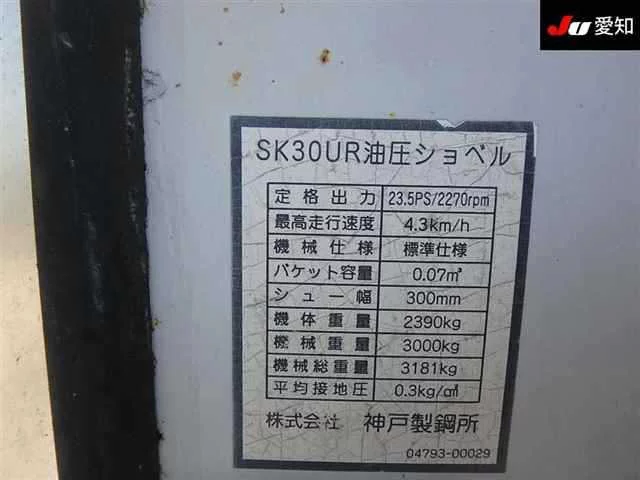 Ju 愛知
SK30UR油圧ショベル
定格出力 23.5PS/2270rpm
最高走行速度 4.3km/h
機械仕様 標準仕様
バケット容量 0.07㎥
シュー幅 300mm
機体重量 2390kg
機械重量 3000kg
機械総重量 3181kg
平均接地圧 0.3kg/c㎡
株式会社 神戸製鋼所
04793-00029